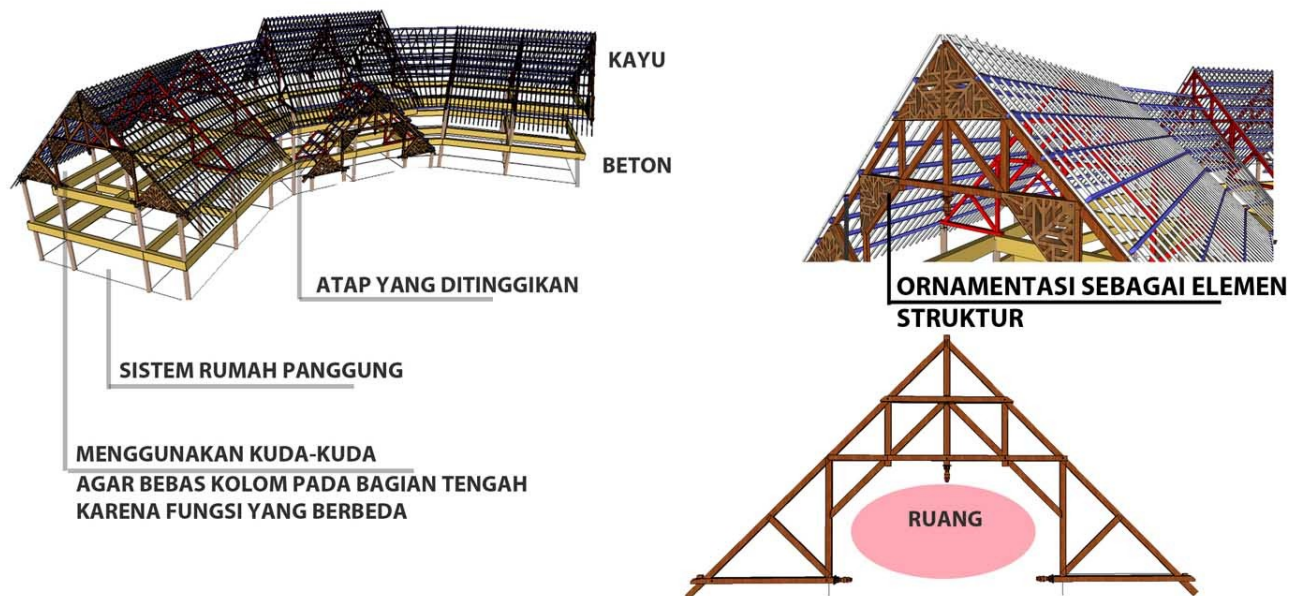 KAYU
BETON
ATAP YANG DITINGGIKAN
SISTEM RUMAH PANGGUNG
MENGGUNAKAN KUDA-KUDA
AGAR BEBAS KOLOM PADA BAGIAN TENGAH
KARENA FUNGSI YANG BERBEDA
ORNAMENTASI SEBAGAI ELEMEN
STRUKTUR
RUANG